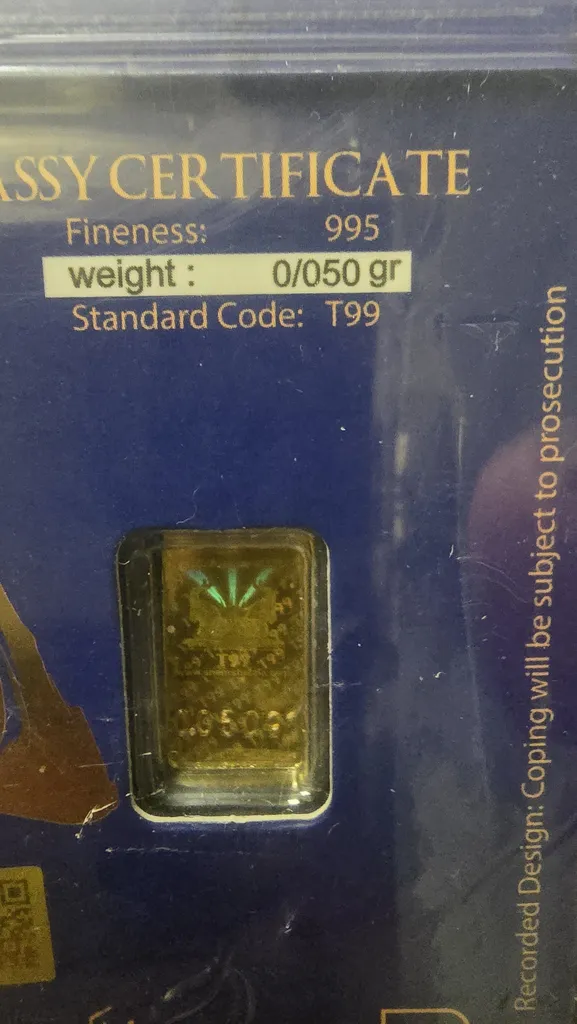 ASSY CERTIFICATE
Fineness: 995
weight : 0/050 gr
Standard Code: T99
T99
Recorded Design: Coping will be subject to prosecution